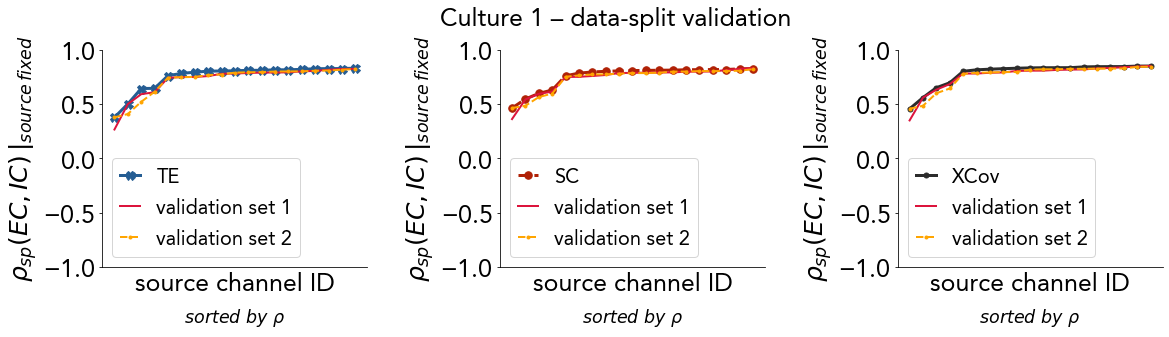 Culture 1 – data-split validation
ρsp(EC, IC) |source fixed
1.0
0.5
0.0
−0.5
−1.0
TE
validation set 1
validation set 2
source channel ID
sorted by ρ
ρsp(EC, IC) |source fixed
1.0
0.5
0.0
−0.5
−1.0
SC
validation set 1
validation set 2
source channel ID
sorted by ρ
ρsp(EC, IC) |source fixed
1.0
0.5
0.0
−0.5
−1.0
XCov
validation set 1
validation set 2
source channel ID
sorted by ρ